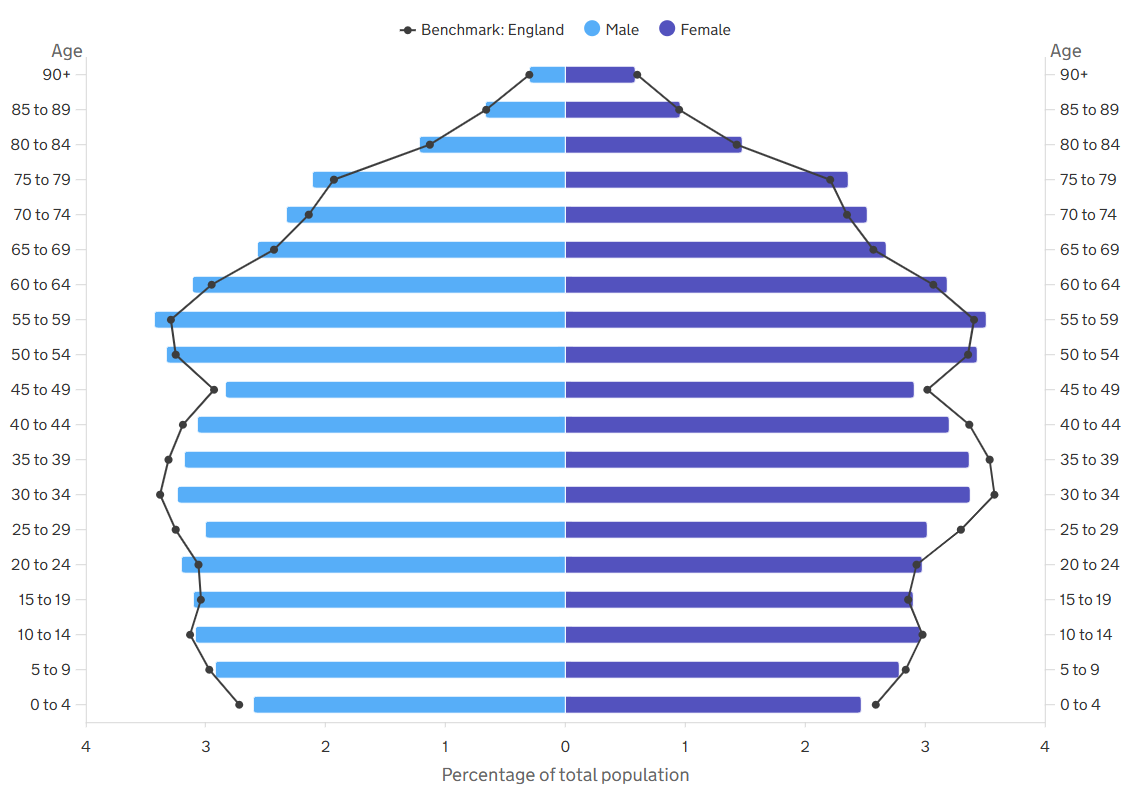 Benchmark: England Male Female
Age Age
90+ 90+
85 to 89 85 to 89
80 to 84 80 to 84
75 to 79 75 to 79
70 to 74 70 to 74
65 to 69 65 to 69
60 to 64 60 to 64
55 to 59 55 to 59
50 to 54 50 to 54
45 to 49 45 to 49
40 to 44 40 to 44
35 to 39 35 to 39
30 to 34 30 to 34
25 to 29 25 to 29
20 to 24 20 to 24
15 to 19 15 to 19
10 to 14 10 to 14
5 to 9 5 to 9
0 to 4 0 to 4
4 3 2 1 0 1 2 3 4
Percentage of total population